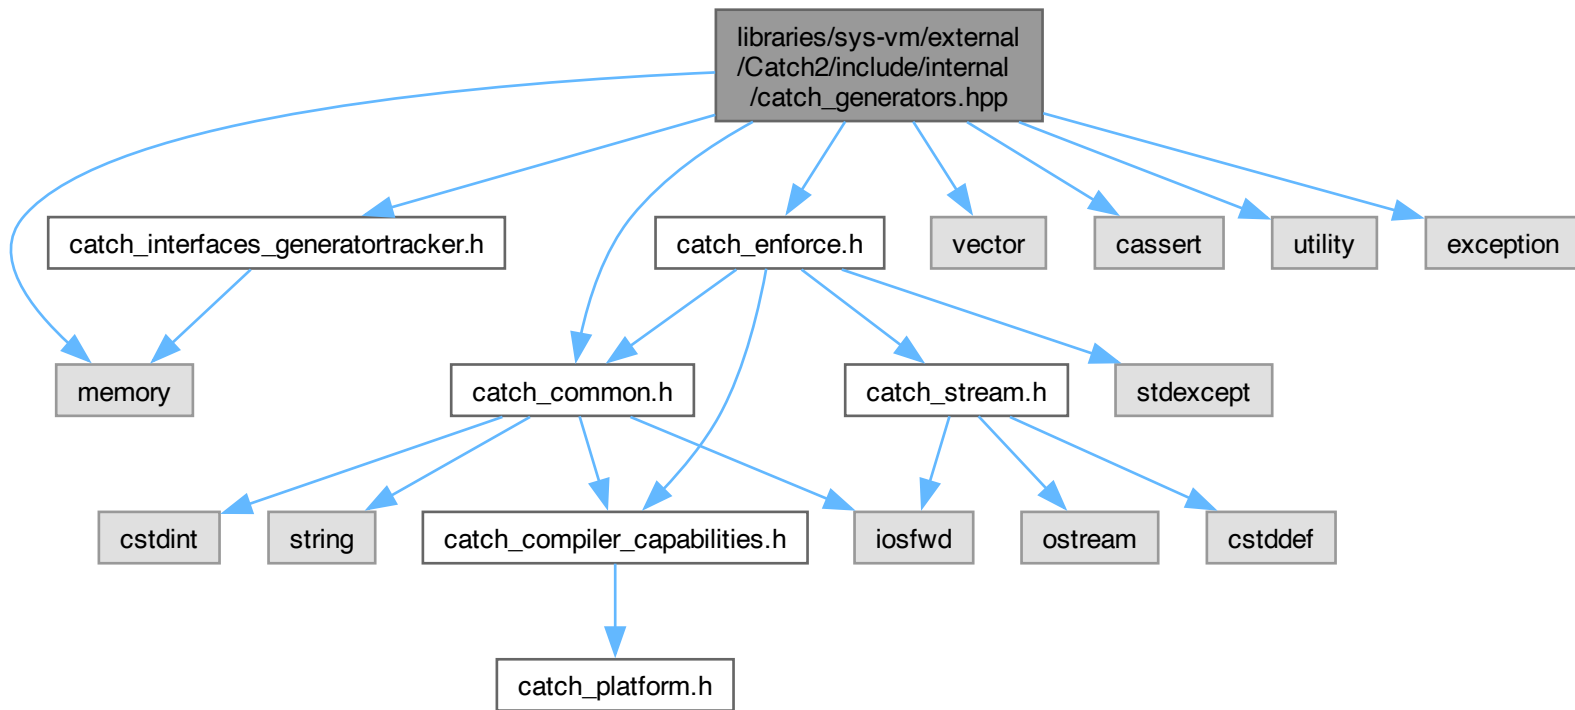 libraries/sys-vm/external
/Catch2/include/internal
/catch_generators.hpp
catch_interfaces_generatortracker.h
catch_enforce.h
vector
cassert
utility
exception
memory
catch_common.h
catch_stream.h
stdexcept
cstdint
string
catch_compiler_capabilities.h
iosfwd
ostream
cstddef
catch_platform.h